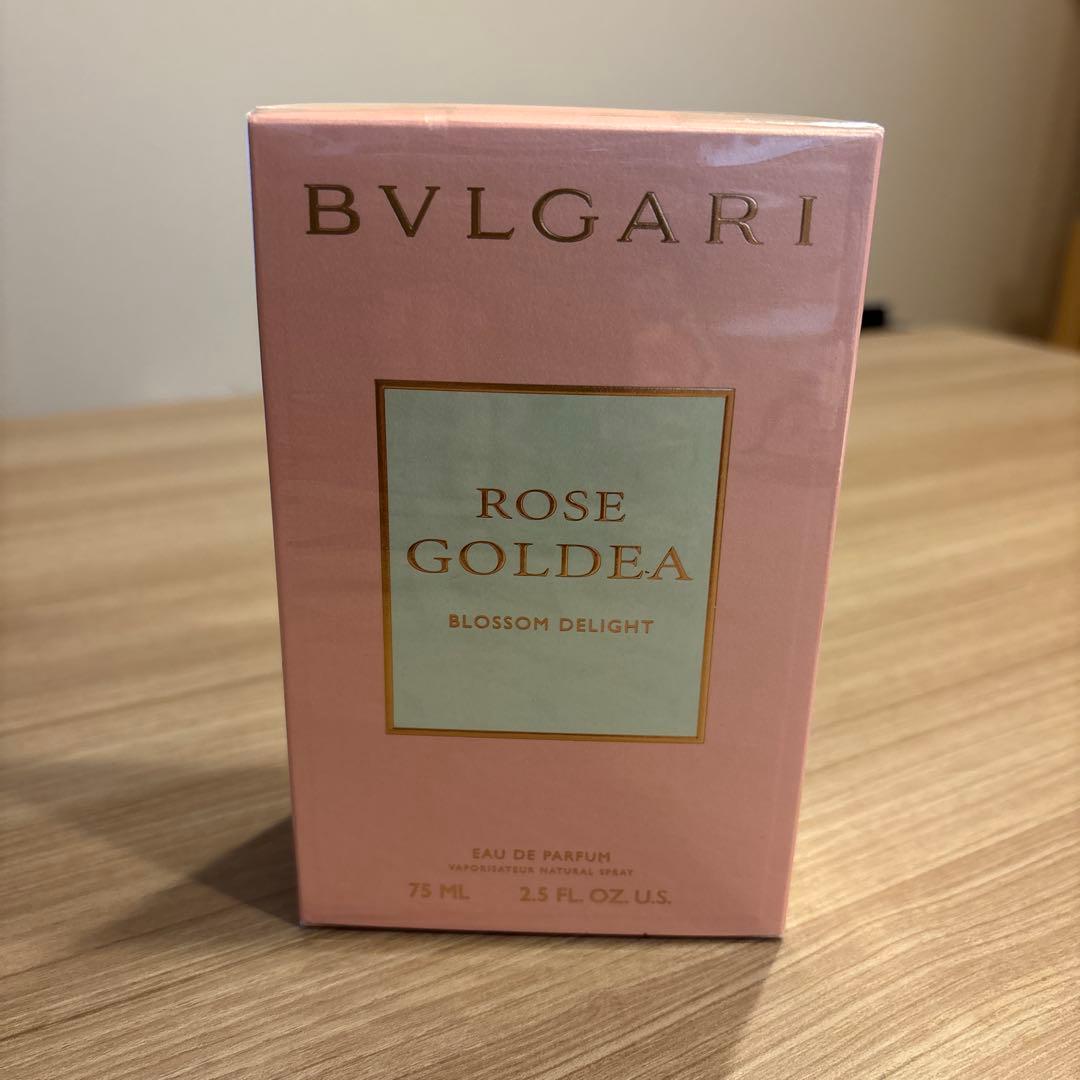 BVLGARI
ROSE
GOLDEA
BLOSSOM DELIGHT
EAU DE PARFUM
VAPORISATEUR NATURAL SPRAY
75 ML 2.5 FL. OZ. U.S.